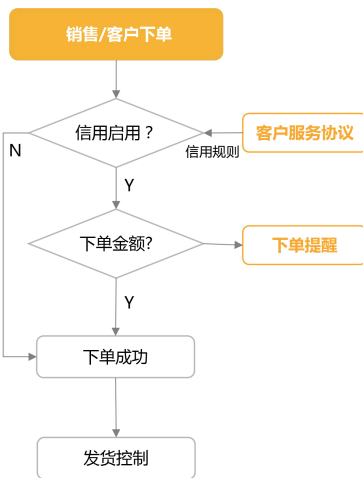 销售/客户下单
信用启用？
N
信用规则
客户服务协议
Y
下单金额?
下单提醒
Y
下单成功
发货控制